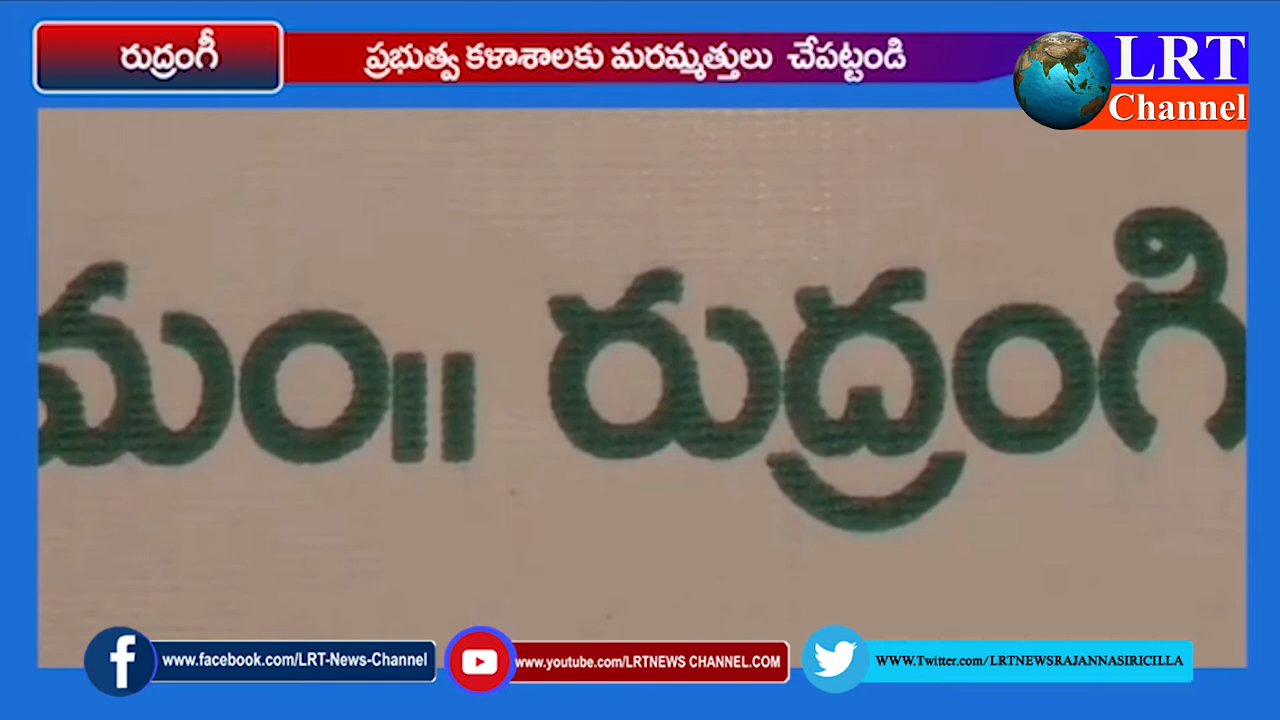 రుద్రంగీ
ప్రభుత్వ కళాశాలకు మరమ్మత్తులు చేపట్టండి
LRT
Channel
మం॥ రుద్రంగి
www.facebook.com/LRT-News-Channel
www.youtube.com/LRTNEWS CHANNEL.COM
WWW.Twitter.com/LRTNEWSRAJANNASIRICILLA